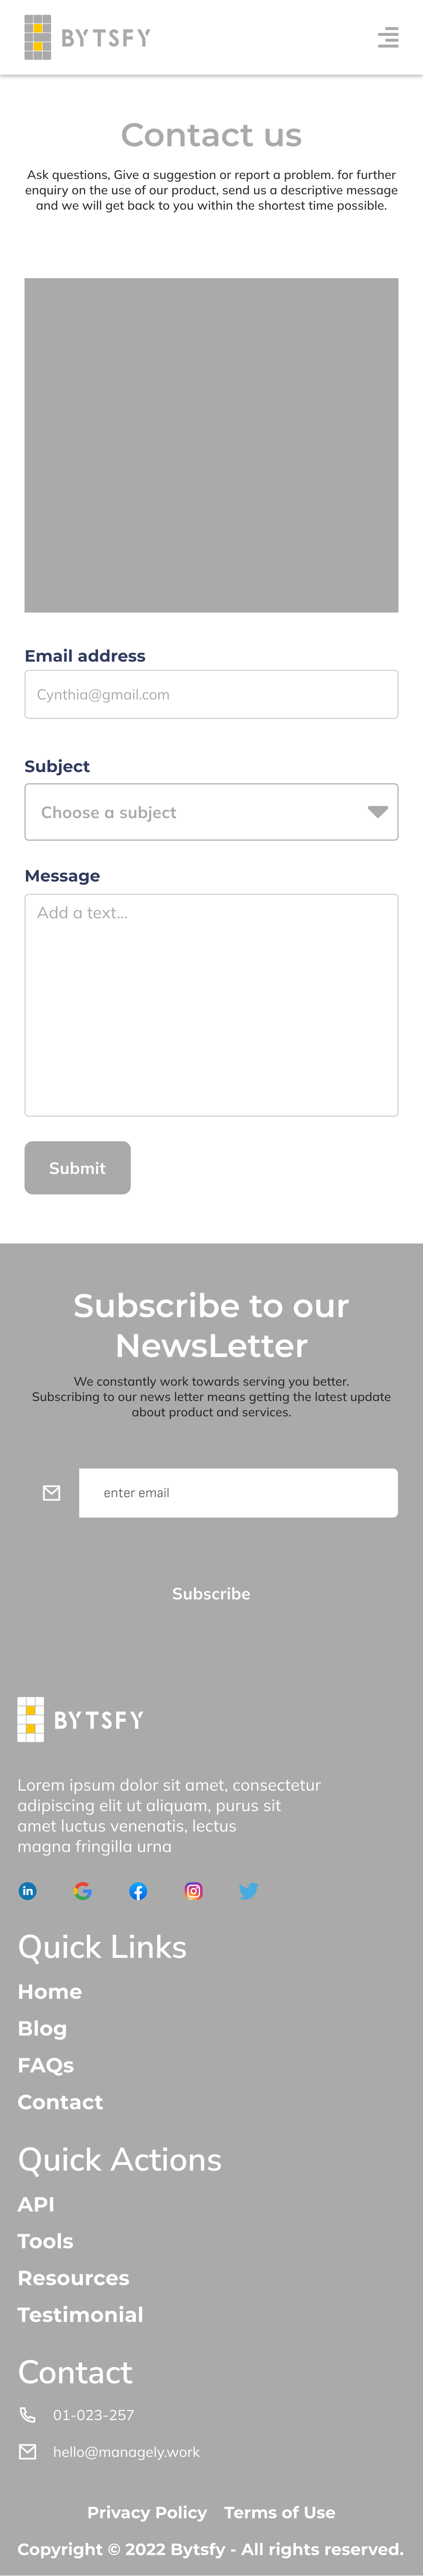 BYTSFY
Contact us
Ask questions, Give a suggestion or report a problem. for further
enquiry on the use of our product, send us a descriptive message
and we will get back to you within the shortest time possible.
Email address
Cynthia@gmail.com
Subject
Choose a subject
Message
Add a text...
Submit
Subscribe to our
NewsLetter
We constantly work towards serving you better.
Subscribing to our news letter means getting the latest update
about product and services.
enter email
Subscribe
BYTSFY
Lorem ipsum dolor sit amet, consectetur
adipiscing elit ut aliquam, purus sit
amet luctus venenatis, lectus
magna fringilla urna
in
Quick Links
Home
Blog
FAQs
Contact
Quick Actions
API
Tools
Resources
Testimonial
Contact
01-023-257
hello@managely.work
Privacy Policy Terms of Use
Copyright © 2022 Bytsfy - All rights reserved.